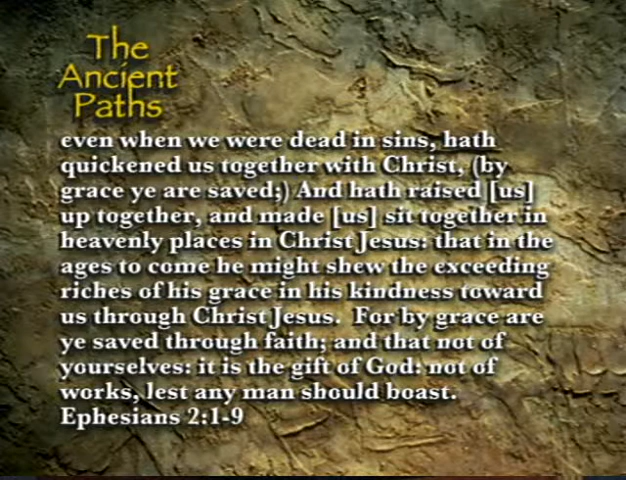 The
Ancient
Paths
even when we were dead in sins, hath
quickened us together with Christ, (by
grace ye are saved;) And hath raised [us]
up together, and made [us] sit together in
heavenly places in Christ Jesus: that in the
ages to come he might shew the exceeding
riches of his grace in his kindness toward
us through Christ Jesus.  For by grace are
ye saved through faith; and that not of
yourselves: it is the gift of God: not of
works, lest any man should boast.
Ephesians 2:1-9